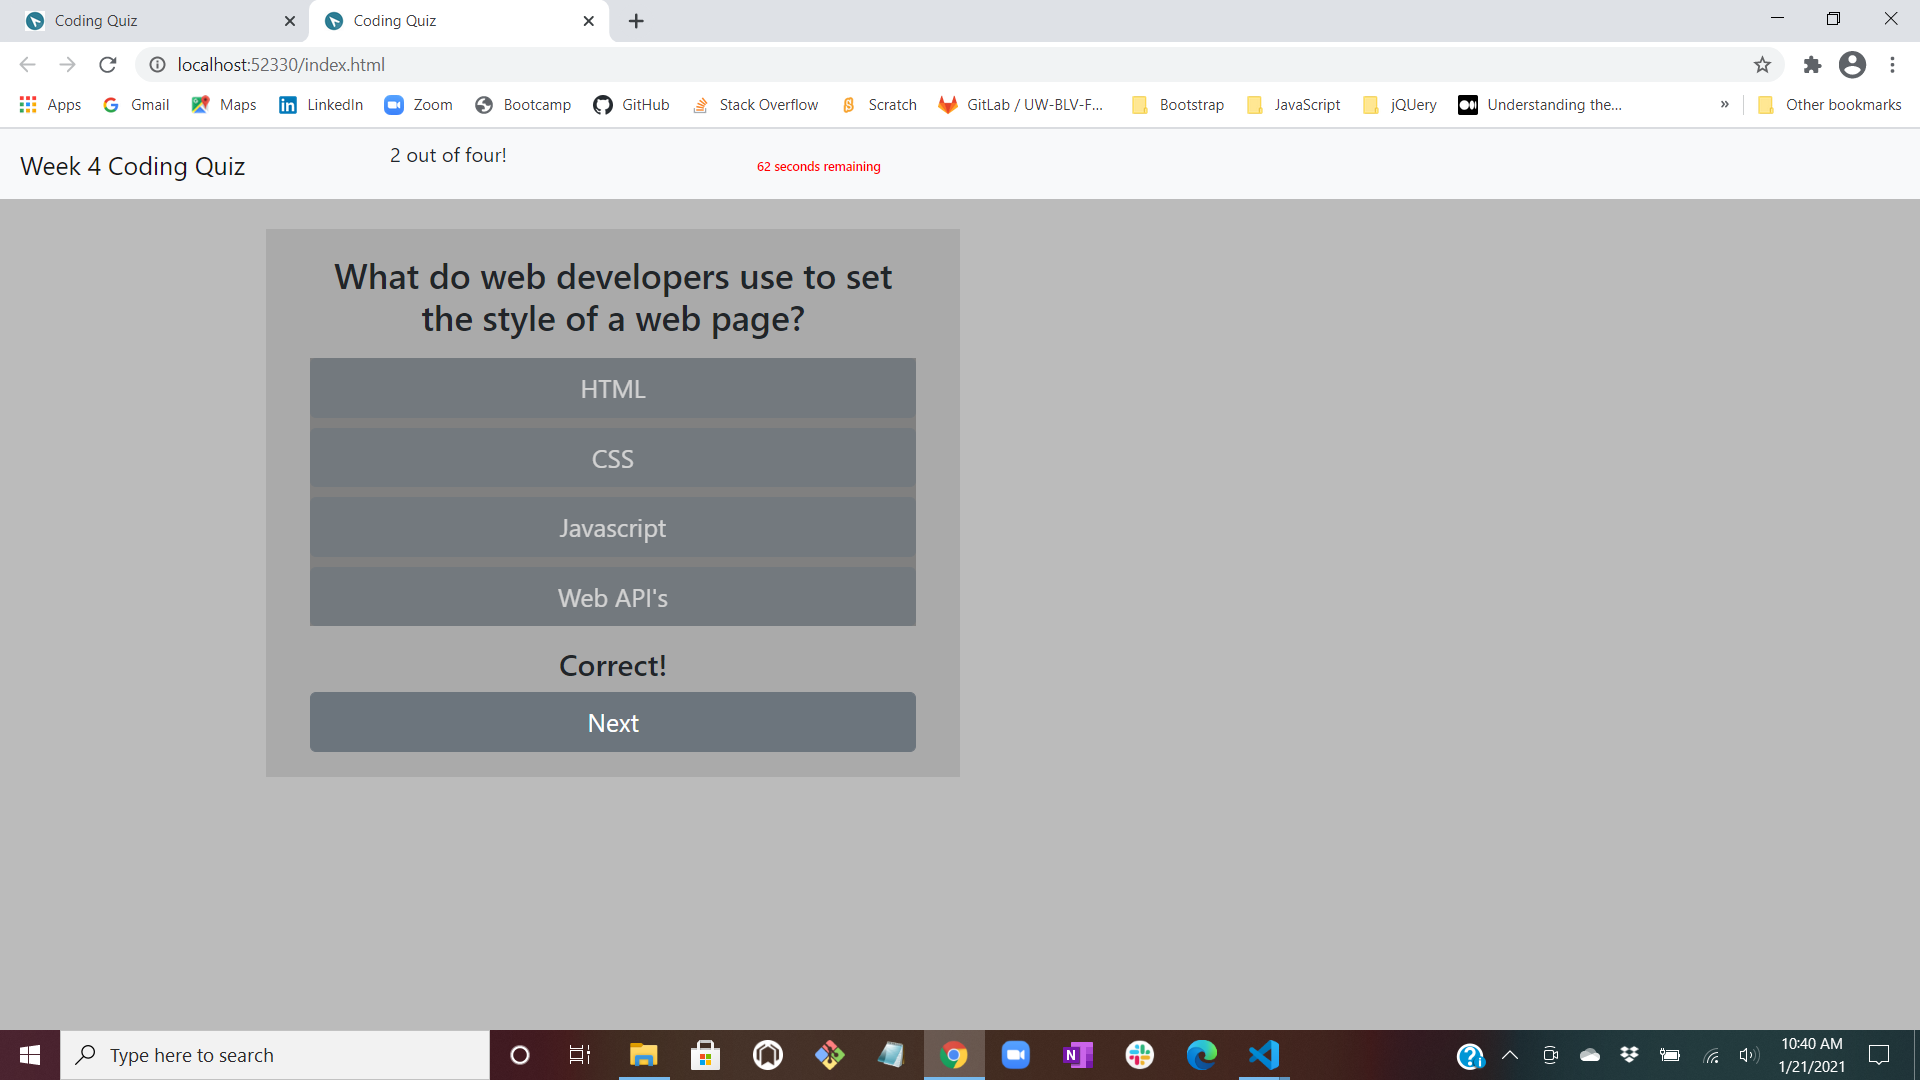 Coding Quiz
Coding Quiz
localhost:52330/index.html
Apps Gmail Maps LinkedIn Zoom Bootcamp GitHub Stack Overflow Scratch GitLab / UW-BLV-F... Bootstrap JavaScript jQUery Understanding the... » Other bookmarks
Week 4 Coding Quiz
2 out of four!
62 seconds remaining
What do web developers use to set
the style of a web page?
HTML
CSS
Javascript
Web API's
Correct!
Next
Type here to search
10:40 AM
1/21/2021